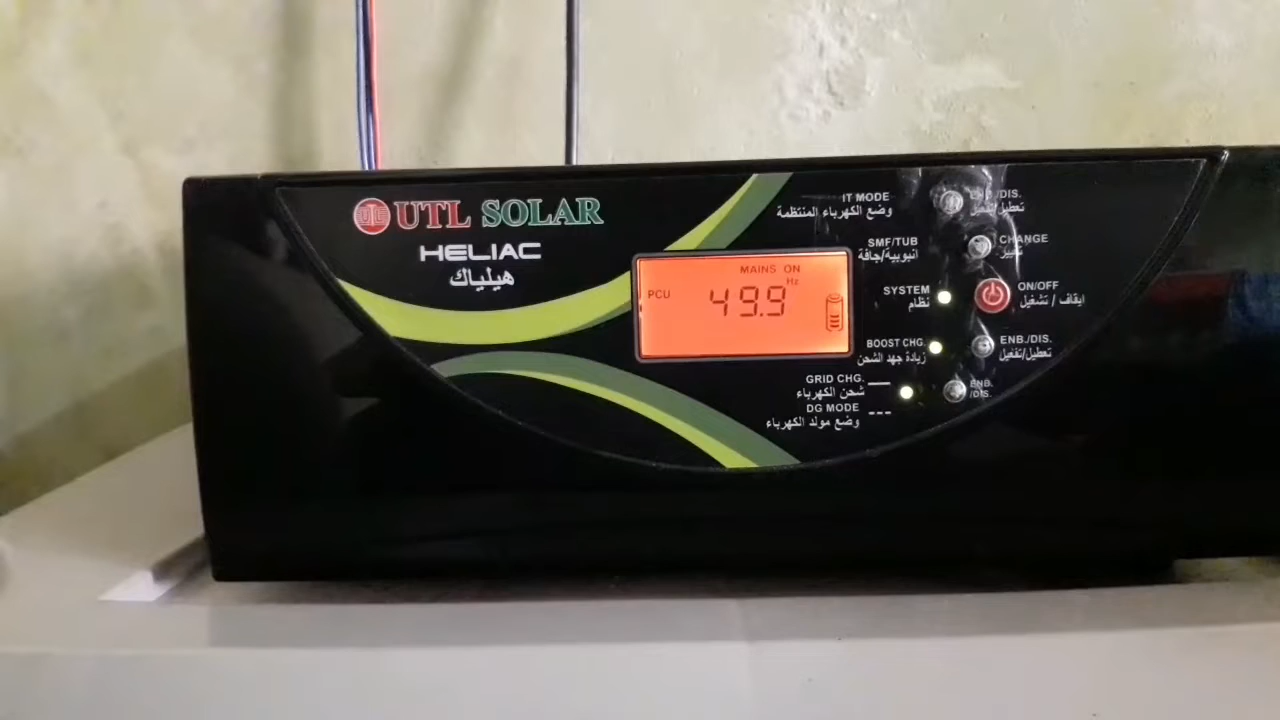 UTL SOLAR
HELIAC
هيلياك
MAINS ON
PCU 49.9 Hz
IT MODE
وضع الكهرباء المنتظمة
SMF/TUB
انبوبية/جافة
CHANGE
SYSTEM
نظام
ON/OFF
إيقاف / تشغيل
BOOST CHG.
زيادة جهد الشحن
ENB./DIS.
تعطيل/تفعيل
GRID CHG.
شحن الكهرباء
ENB.
/DIS.
DG MODE
وضع مولد الكهرباء